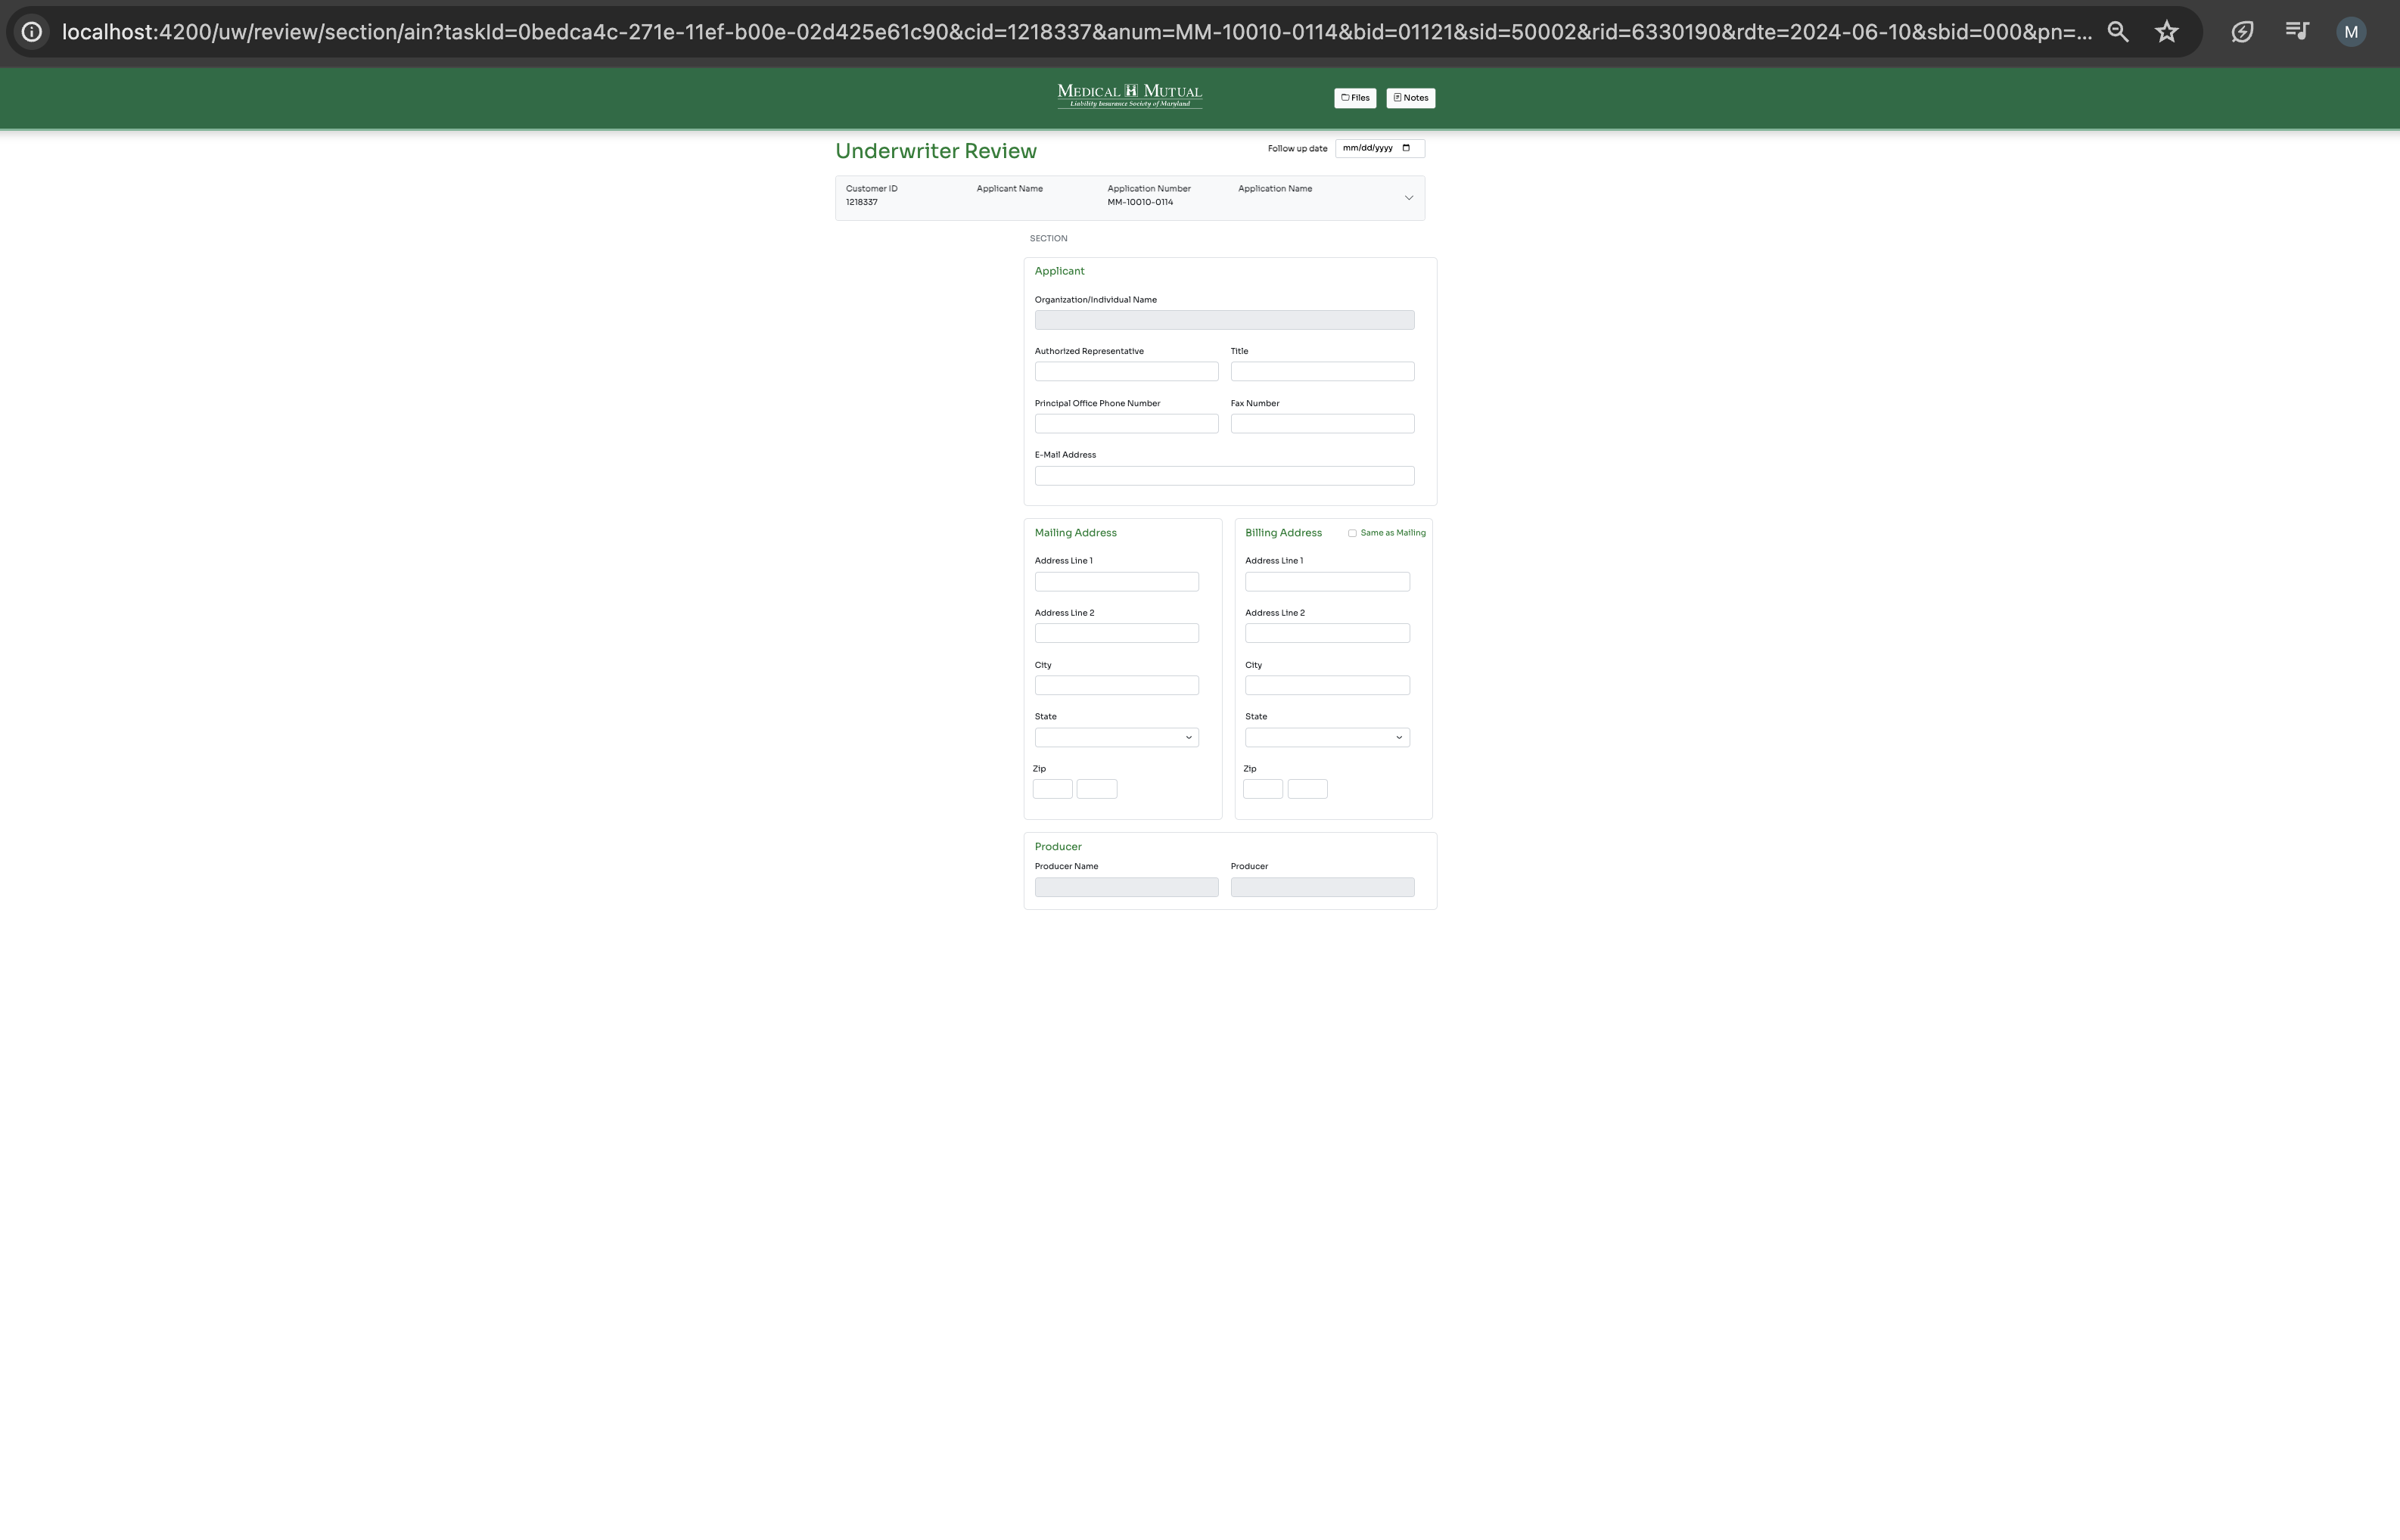 localhost:4200/uw/review/section/ain?taskId=0bedca4c-271e-11ef-b00e-02d425e61c90&cid=1218337&anum=MM-10010-0114&bid=01121&sid=50002&rid=6330190&rdte=2024-06-10&sbid=000&pn=...
M
MEDICAL MUTUAL
Liability Insurance Society of Maryland
Files Notes
Underwriter Review
Follow up date mm/dd/yyyy
Customer ID Applicant Name Application Number Application Name
1218337 MM-10010-0114
SECTION
Applicant
Organization/Individual Name
Authorized Representative Title
Principal Office Phone Number Fax Number
E-Mail Address
Mailing Address Billing Address Same as Mailing
Address Line 1 Address Line 1
Address Line 2 Address Line 2
City City
State State
Zip Zip
Producer
Producer Name Producer